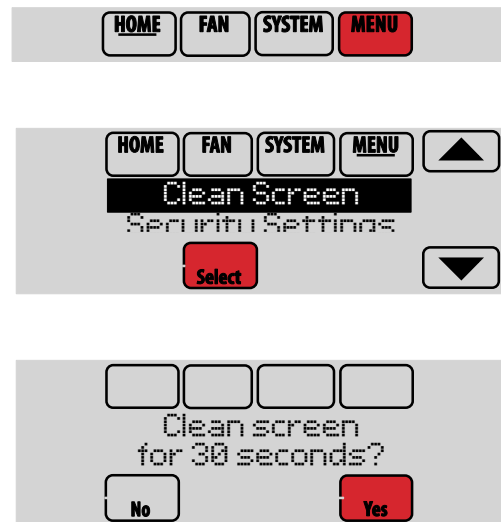 HOME FAN SYSTEM MENU
HOME FAN SYSTEM MENU
Clean Screen
Security Settings
Select
Clean screen
for 30 seconds?
No Yes